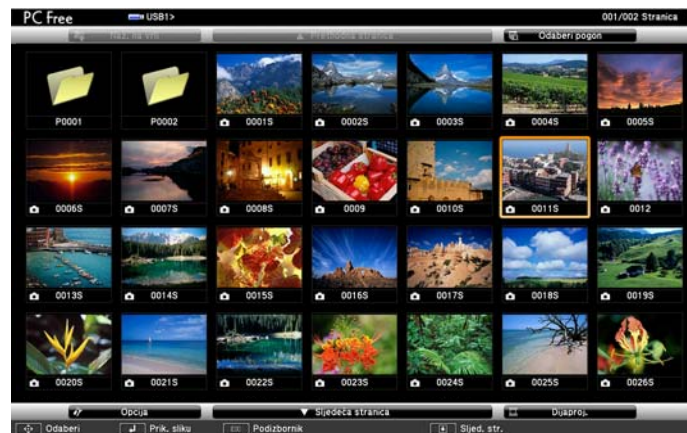 PC Free USB1> 001/002 Stranica
Naz. na vrh ▲ Prethodna stranica Odaberi pogon
P0001 P0002 0001S 0002S 0003S 0004S 0005S
0006S 0007S 0008S 0009 0010S 0011S 0012
0013S 0014S 0015S 0016S 0017S 0018S 0019S
0020S 0021S 0022S 0023S 0024S 0025S 0026S
Opcija ▼ Sljedeća stranica Dijaproj.
Odaberi Prik. sliku Esc Podizbornik Sljed. str.